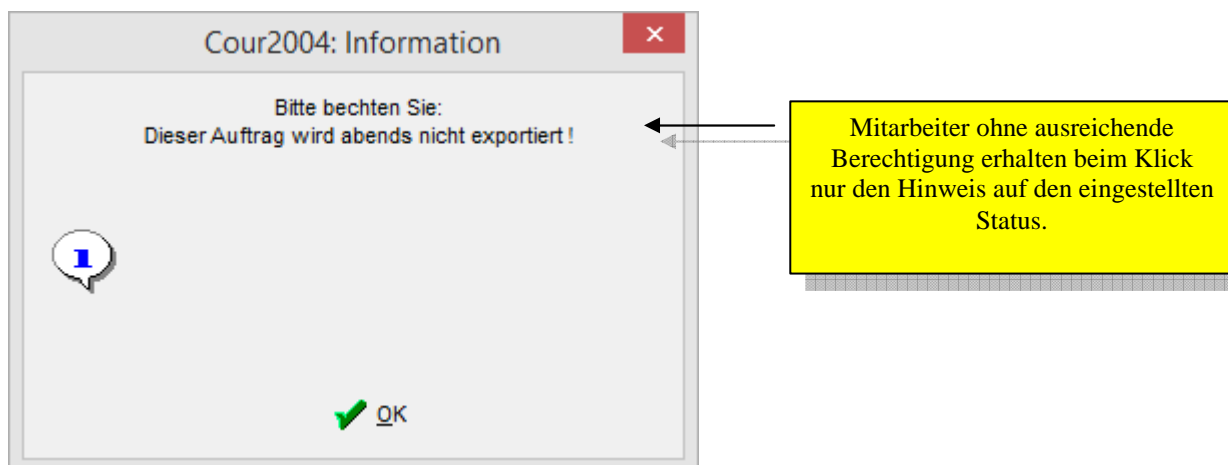 Cour2004: Information
Bitte bechten Sie:
Dieser Auftrag wird abends nicht exportiert !
OK
Mitarbeiter ohne ausreichende
Berechtigung erhalten beim Klick
nur den Hinweis auf den eingestellten
Status.